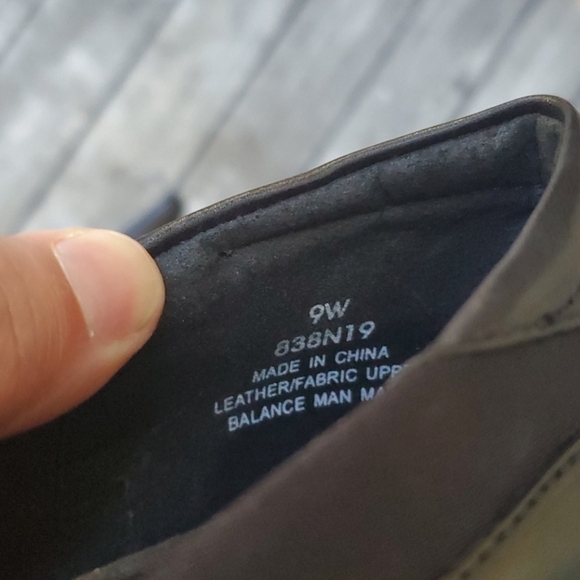 9W
838N19
MADE IN CHINA
LEATHER/FABRIC UPP
BALANCE MAN MA